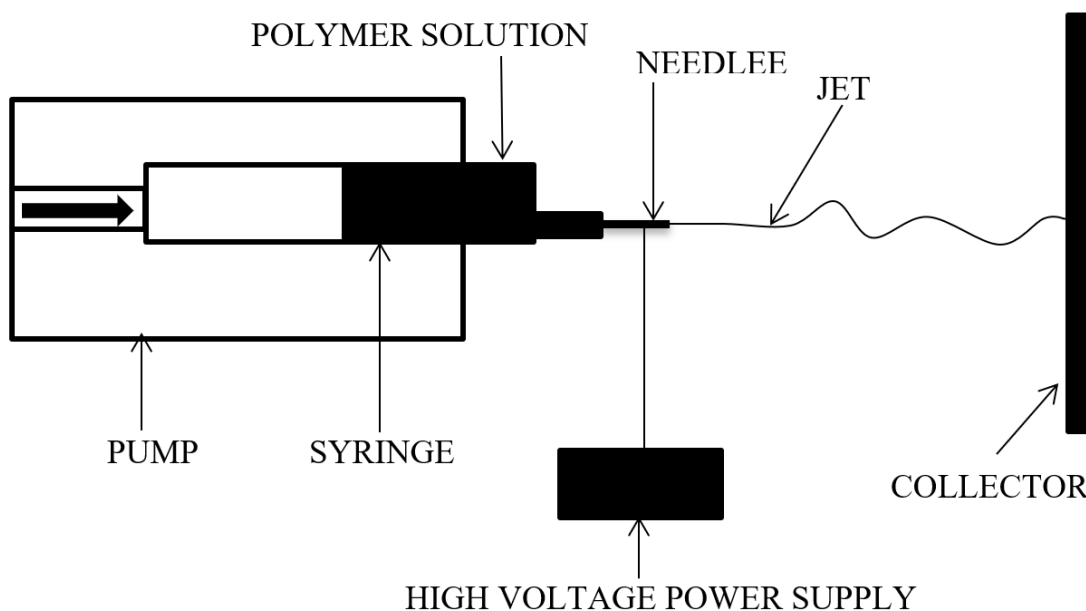 POLYMER SOLUTION
NEEDLEE
JET
PUMP
SYRINGE
COLLECTOR
HIGH VOLTAGE POWER SUPPLY